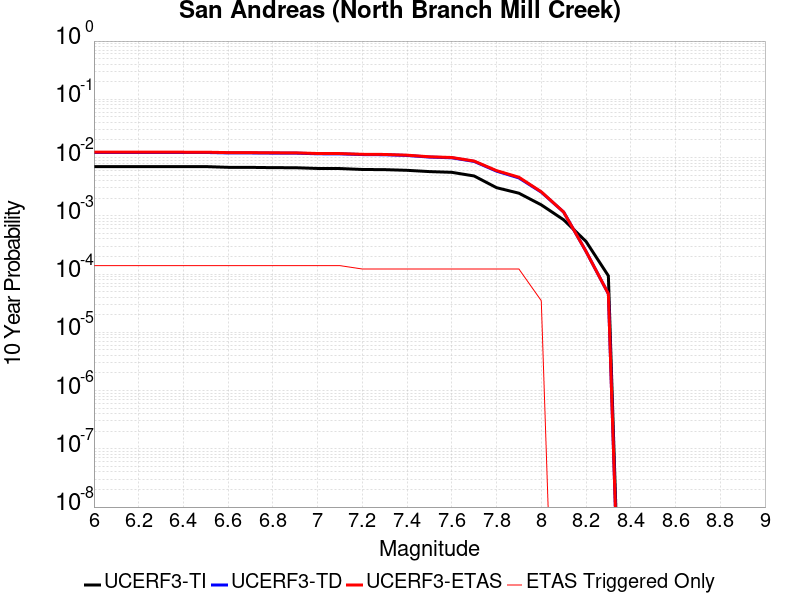 San Andreas (North Branch Mill Creek)
10 0
10 -1
10 -2
10 -3
10 -4
10 -5
10 -6
10 -7
10 -8
10 Year Probability
6 6.2 6.4 6.6 6.8 7 7.2 7.4 7.6 7.8 8 8.2 8.4 8.6 8.8 9
Magnitude
UCERF3-TI UCERF3-TD UCERF3-ETAS ETAS Triggered Only